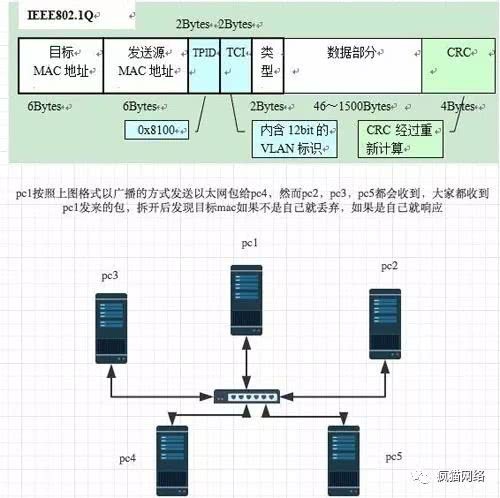 IEEE802.1Q
2Bytes 2Bytes
目标 发送源 TPID TCI 类 数据部分 CRC
MAC 地址 MAC 地址 型
6Bytes 6Bytes 2Bytes 46～1500Bytes 4Bytes
0x8100 内含 12bit 的 CRC 经过重
VLAN 标识 新计算
pc1按照上图格式以广播的方式发送以太网包给pc4，然而pc2，pc3，pc5都会收到，大家都收到
pc1发来的包，拆开后发现目标mac如果不是自己就丢弃，如果是自己就响应
pc1
pc3 pc2
pc4 pc5
疯猫网络